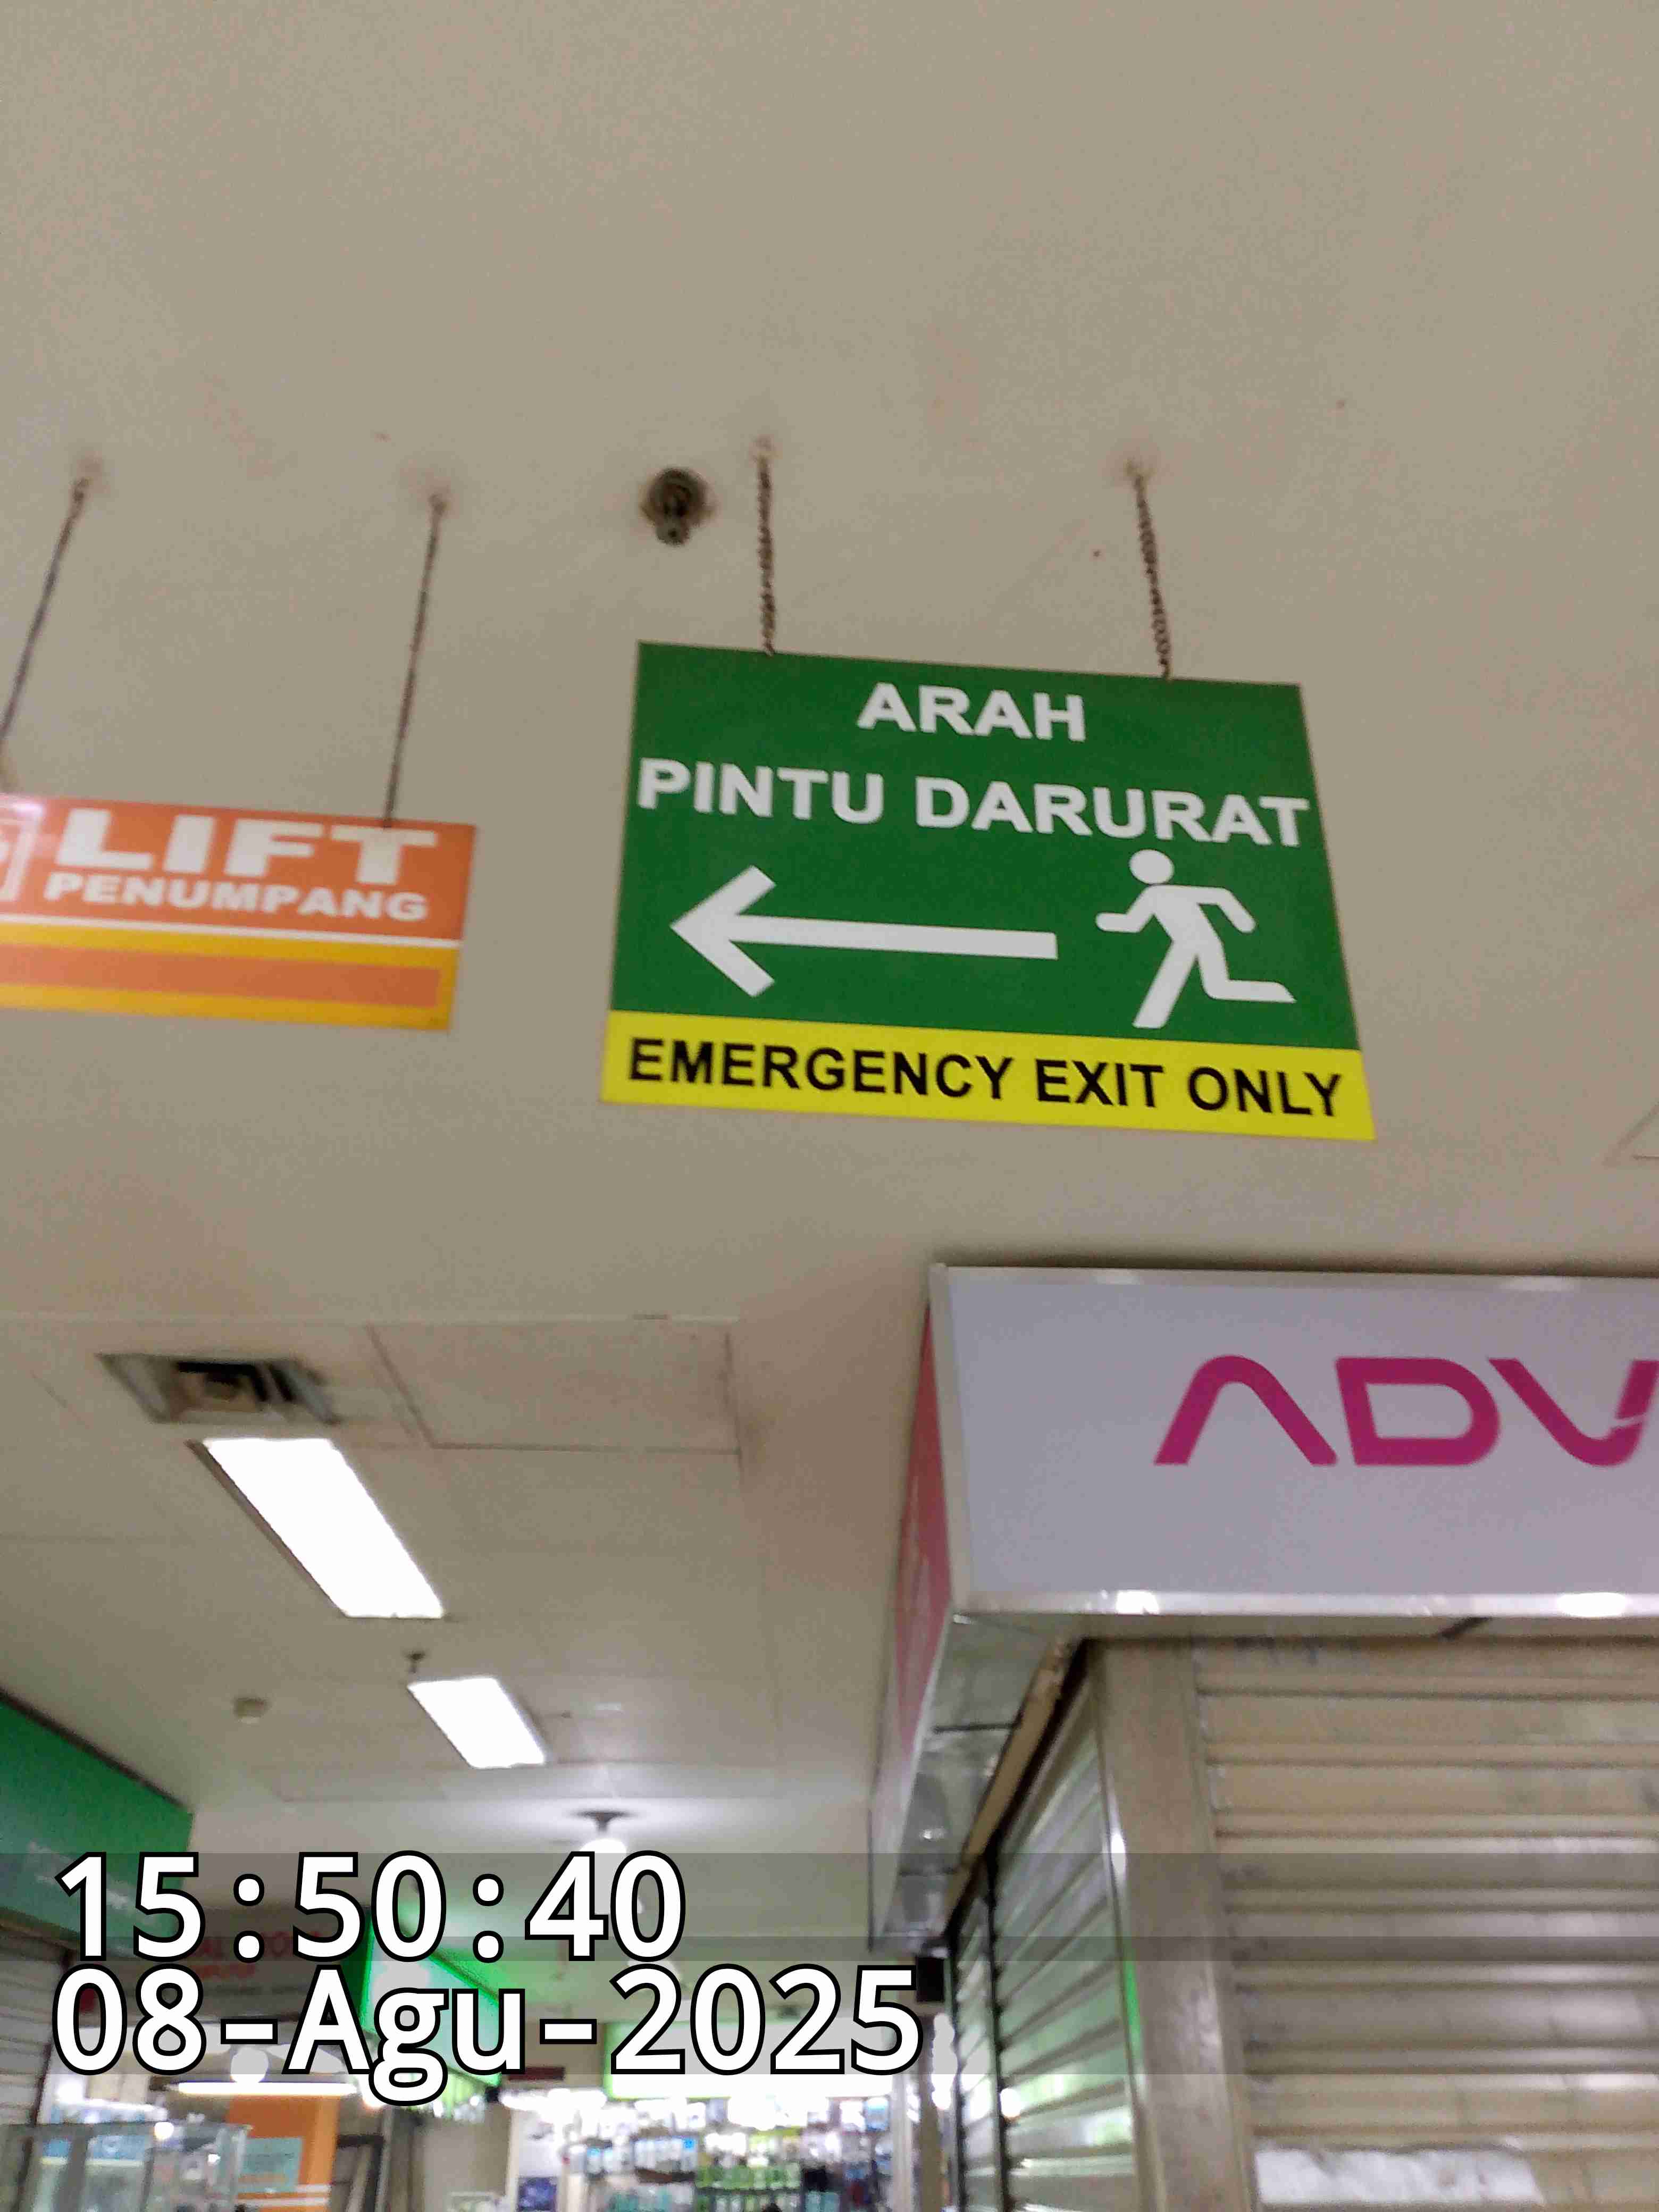 ARAH
PINTU DARURAT
EMERGENCY EXIT ONLY
LIFT
PENUMPANG
ADV
15:50:40
08-Agu-2025